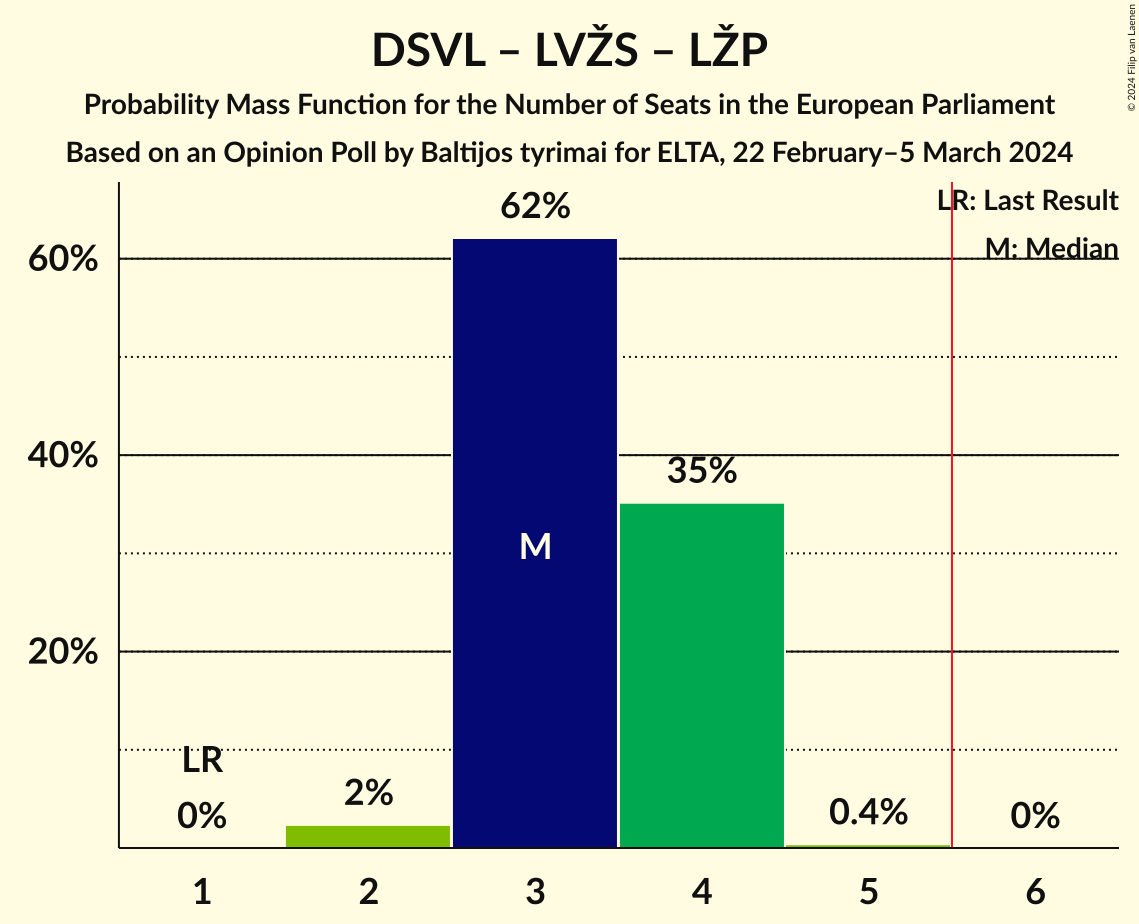 DSVL – LVŽS – LŽP
Probability Mass Function for the Number of Seats in the European Parliament
Based on an Opinion Poll by Baltijos tyrimai for ELTA, 22 February–5 March 2024
© 2024 Filip van Laenen
LR: Last Result
M: Median
62%
60%
40%
35%
M
20%
LR
0%
2%
0.4%
0%
1 2 3 4 5 6